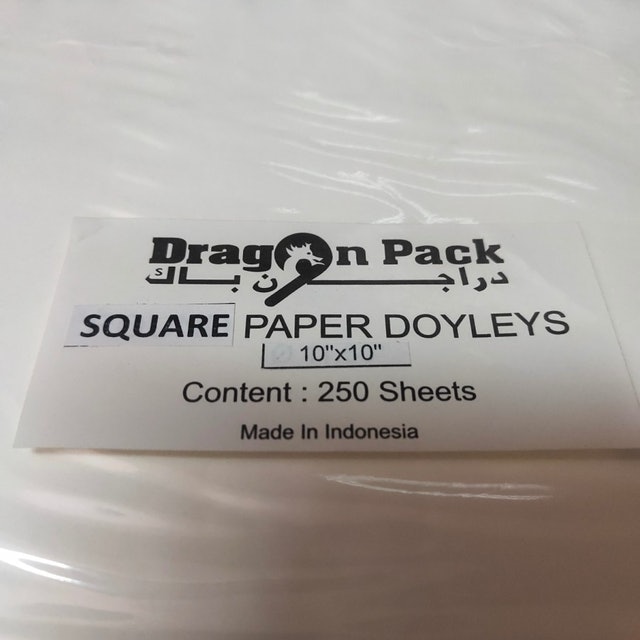 Dragon Pack
دراجون باك
SQUARE PAPER DOYLEYS
10"x10"
Content : 250 Sheets
Made In Indonesia